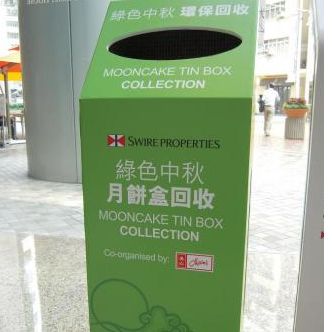 綠色中秋 環保回收
MOONCAKE TIN BOX
COLLECTION
SWIRE PROPERTIES
綠色中秋
月餅盒回收
MOONCAKE TIN BOX
COLLECTION
Co-organised by: